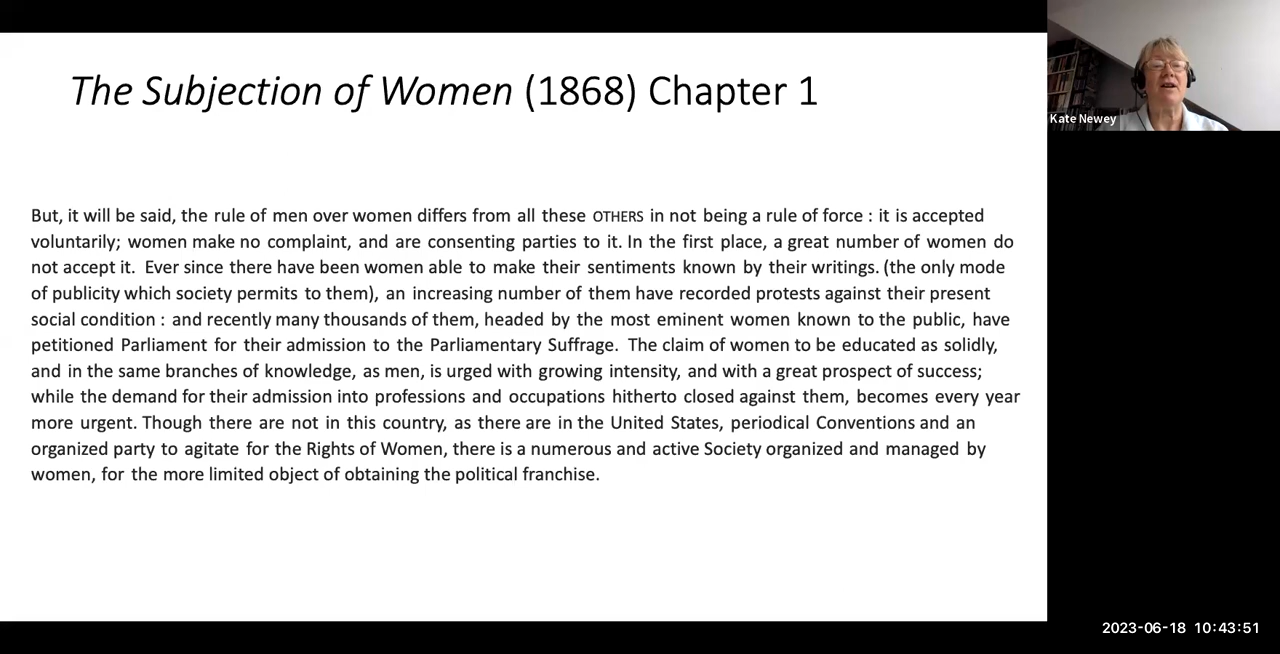 The Subjection of Women (1868) Chapter 1
But, it will be said, the rule of men over women differs from all these OTHERS in not being a rule of force : it is accepted
voluntarily; women make no complaint, and are consenting parties to it. In the first place, a great number of women do
not accept it. Ever since there have been women able to make their sentiments known by their writings. (the only mode
of publicity which society permits to them), an increasing number of them have recorded protests against their present
social condition : and recently many thousands of them, headed by the most eminent women known to the public, have
petitioned Parliament for their admission to the Parliamentary Suffrage. The claim of women to be educated as solidly,
and in the same branches of knowledge, as men, is urged with growing intensity, and with a great prospect of success;
while the demand for their admission into professions and occupations hitherto closed against them, becomes every year
more urgent. Though there are not in this country, as there are in the United States, periodical Conventions and an
organized party to agitate for the Rights of Women, there is a numerous and active Society organized and managed by
women, for the more limited object of obtaining the political franchise.
Kate Newey
2023-06-18 10:43:51